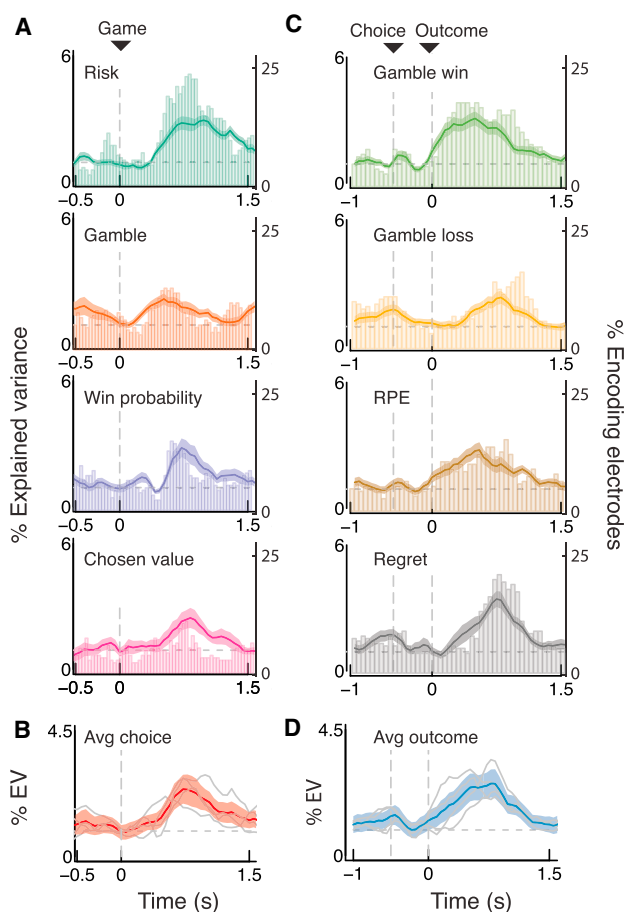 A
Game
6
Risk
25
0
0
−0.5
0
1.5
6
Gamble
25
0
0
−0.5
0
1.5
6
Win probability
25
0
0
-0.5
0
1.5
6
Chosen value
25
0
0
-0.5
0
1.5
% Explained variance
C
Choice
Outcome
6
Gamble win
25
0
0
−1
0
1.5
6
Gamble loss
25
0
0
−1
0
1.5
6
RPE
25
0
0
−1
0
1.5
6
Regret
25
0
0
−1
0
1.5
% Encoding electrodes
B
4.5
Avg choice
% EV
0
−0.5
0
1.5
Time (s)
D
4.5
Avg outcome
% EV
0
−1
0
1.5
Time (s)